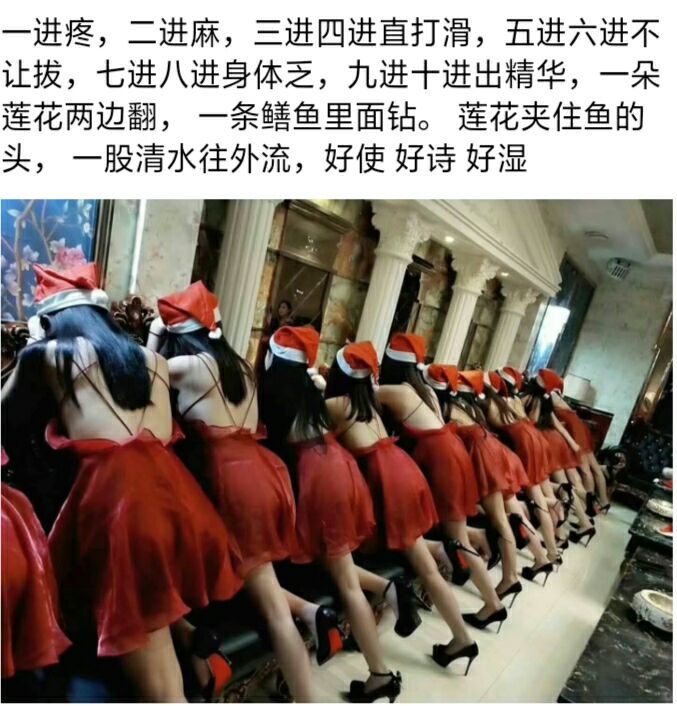 一进疼，二进麻，三进四进直打滑，五进六进不
让拔，七进八进身体乏，九进十进出精华，一朵
莲花两边翻， 一条鳝鱼里面钻。 莲花夹住鱼的
头， 一股清水往外流，好使 好诗 好湿